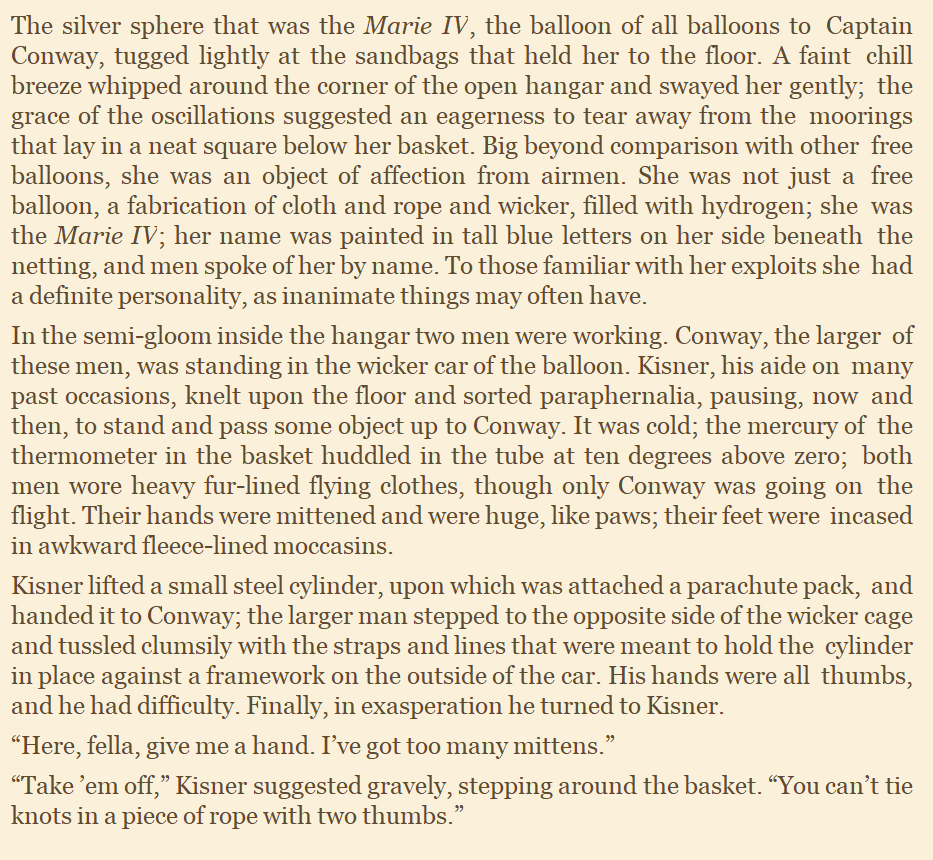 The silver sphere that was the Marie IV, the balloon of all balloons to Captain
Conway, tugged lightly at the sandbags that held her to the floor. A faint chill
breeze whipped around the corner of the open hangar and swayed her gently; the
grace of the oscillations suggested an eagerness to tear away from the moorings
that lay in a neat square below her basket. Big beyond comparison with other free
balloons, she was an object of affection from airmen. She was not just a free
balloon, a fabrication of cloth and rope and wicker, filled with hydrogen; she was
the Marie IV; her name was painted in tall blue letters on her side beneath the
netting, and men spoke of her by name. To those familiar with her exploits she had
a definite personality, as inanimate things may often have.
In the semi-gloom inside the hangar two men were working. Conway, the larger of
these men, was standing in the wicker car of the balloon. Kisner, his aide on many
past occasions, knelt upon the floor and sorted paraphernalia, pausing, now and
then, to stand and pass some object up to Conway. It was cold; the mercury of the
thermometer in the basket huddled in the tube at ten degrees above zero; both
men wore heavy fur-lined flying clothes, though only Conway was going on the
flight. Their hands were mittened and were huge, like paws; their feet were incased
in awkward fleece-lined moccasins.
Kisner lifted a small steel cylinder, upon which was attached a parachute pack, and
handed it to Conway; the larger man stepped to the opposite side of the wicker cage
and tussled clumsily with the straps and lines that were meant to hold the cylinder
in place against a framework on the outside of the car. His hands were all thumbs,
and he had difficulty. Finally, in exasperation he turned to Kisner.
“Here, fella, give me a hand. I’ve got too many mittens.”
“Take ’em off,” Kisner suggested gravely, stepping around the basket. “You can’t tie
knots in a piece of rope with two thumbs.”